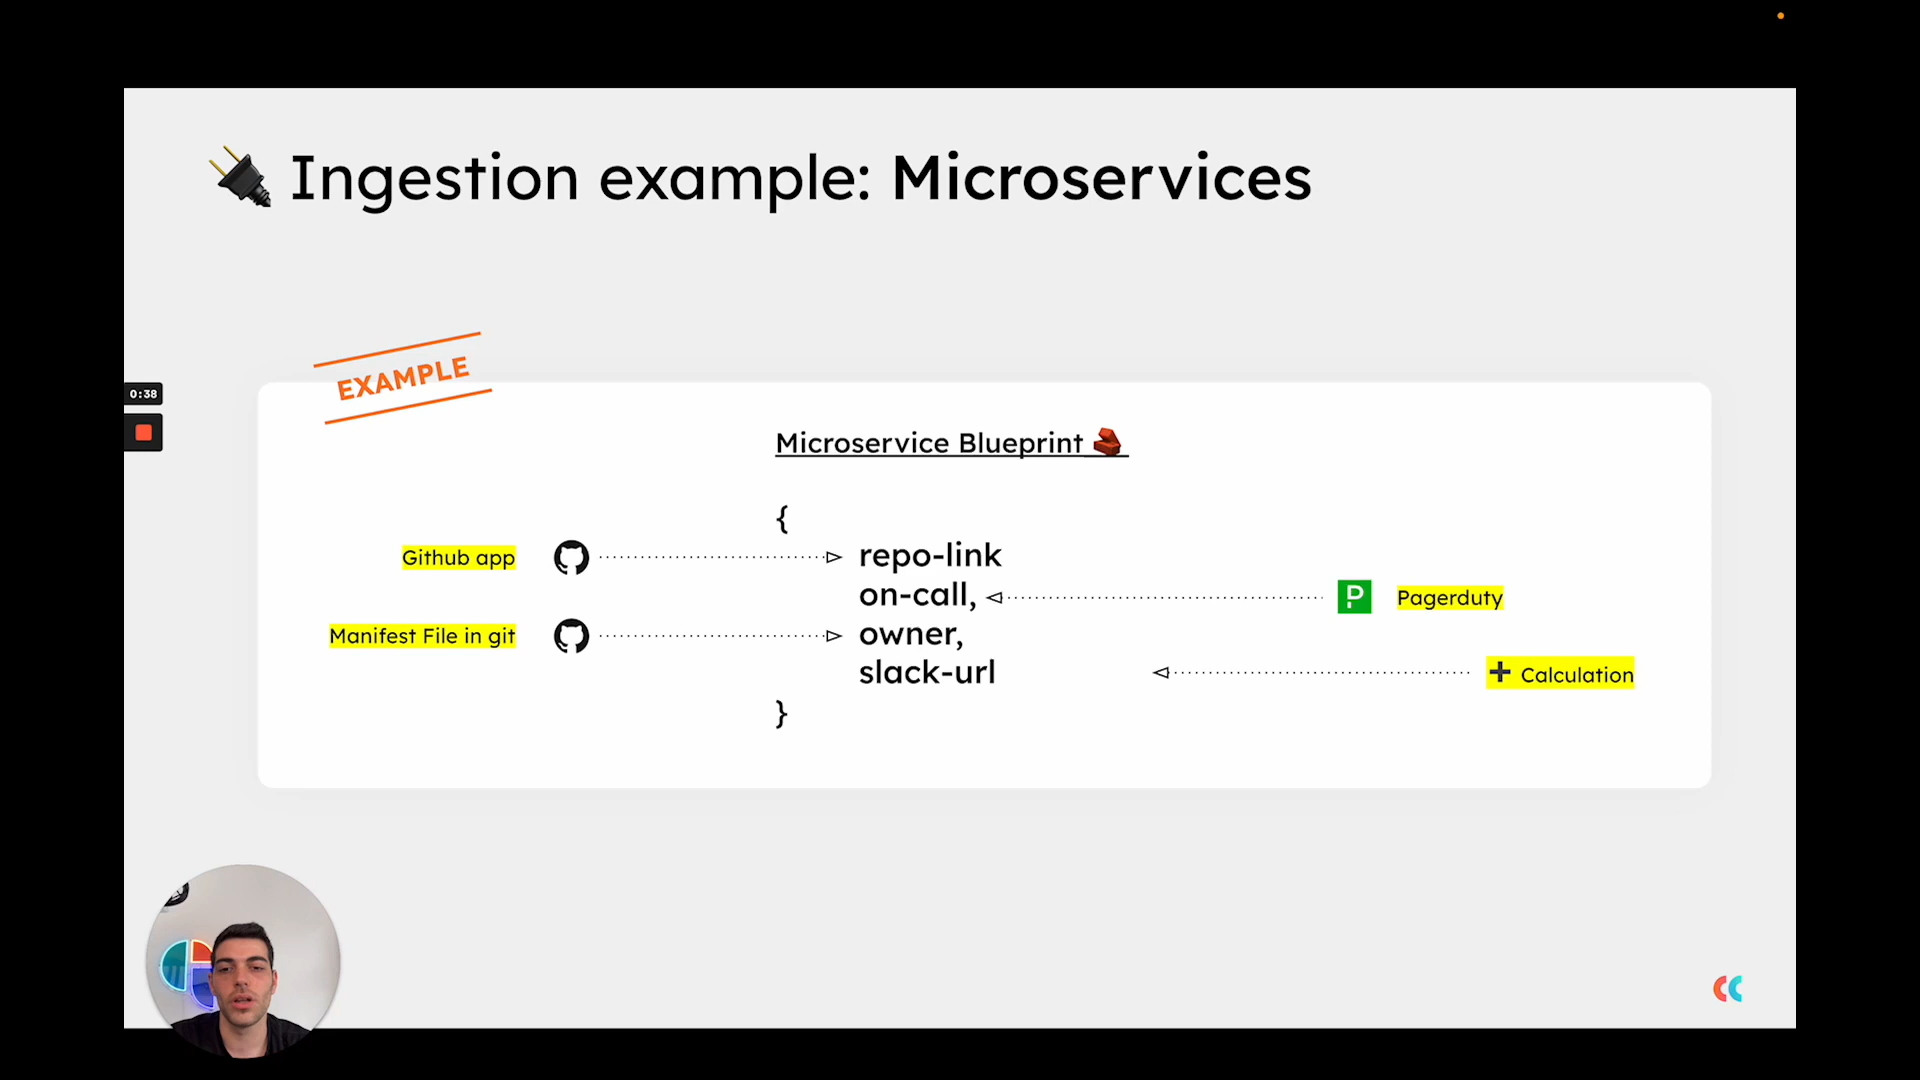 Ingestion example: Microservices
EXAMPLE
0:38
Microservice Blueprint
{
Github app
repo-link
on-call,
P
Pagerduty
Manifest File in git
owner,
slack-url
+ Calculation
}